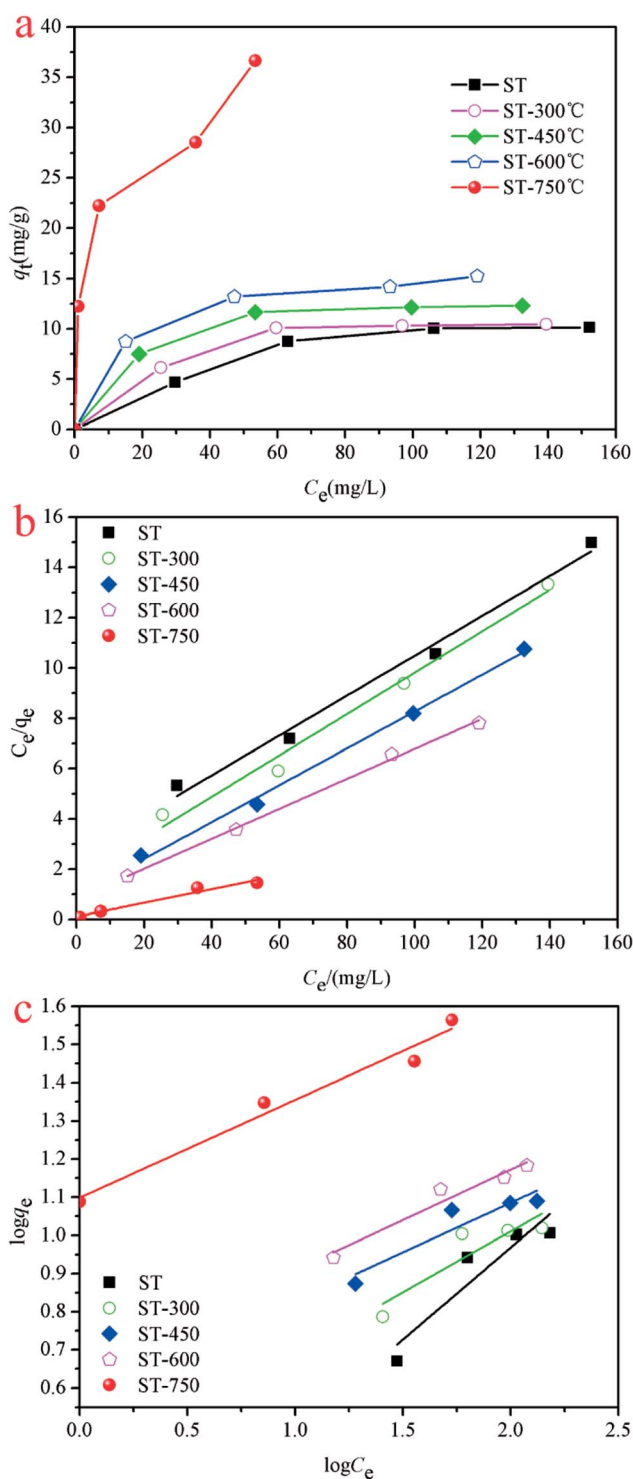 a
40
35
30
25
20
15
10
5
0
qt(mg/g)
ST
ST-300℃
ST-450℃
ST-600℃
ST-750℃
0 20 40 60 80 100 120 140 160
Ce(mg/L)
b
16
14
12
10
8
6
4
2
0
Ce/qe
ST
ST-300
ST-450
ST-600
ST-750
0 20 40 60 80 100 120 140 160
Ce/(mg/L)
c
1.6
1.5
1.4
1.3
1.2
1.1
1.0
0.9
0.8
0.7
0.6
logqe
ST
ST-300
ST-450
ST-600
ST-750
0.0 0.5 1.0 1.5 2.0 2.5
logCe